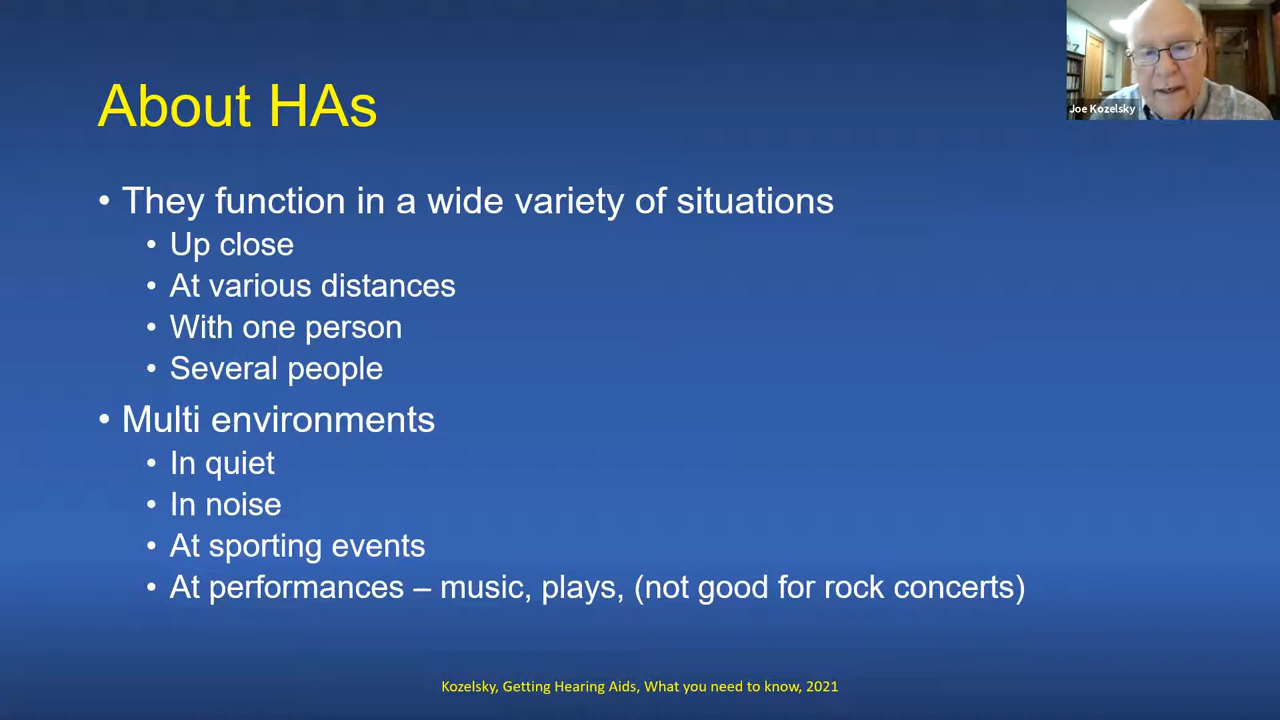 About HAs
Joe Kozelsky
• They function in a wide variety of situations
• Up close
• At various distances
• With one person
• Several people
• Multi environments
• In quiet
• In noise
• At sporting events
• At performances – music, plays, (not good for rock concerts)
Kozelsky, Getting Hearing Aids, What you need to know, 2021